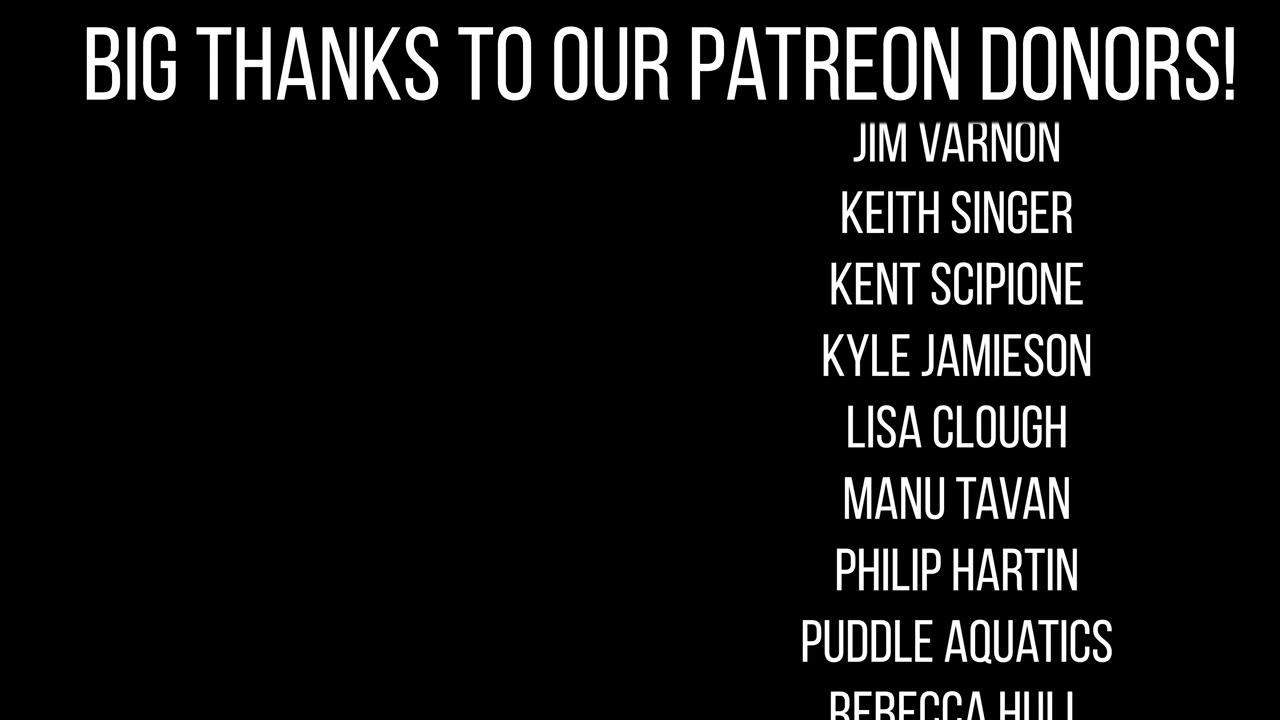 BIG THANKS TO OUR PATREON DONORS!
JIM VARNON
KEITH SINGER
KENT SCIPIONE
KYLE JAMIESON
LISA CLOUGH
MANU TAVAN
PHILIP HARTIN
PUDDLE AQUATICS
REBECCA